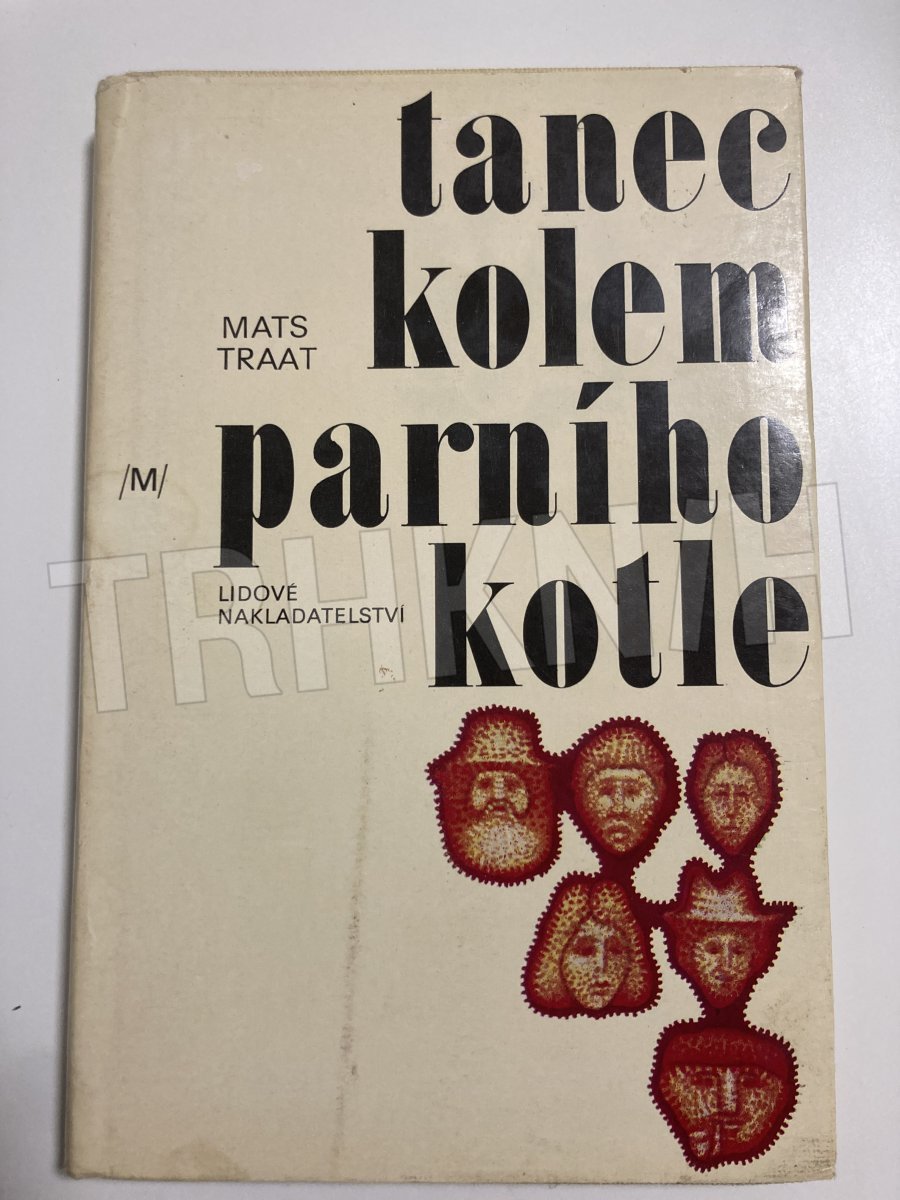 tanec
kolem
MATS
TRAAT
parního
/M/
kotle
LIDOVÉ
NAKLADATELSTVÍ
TRHKNIH